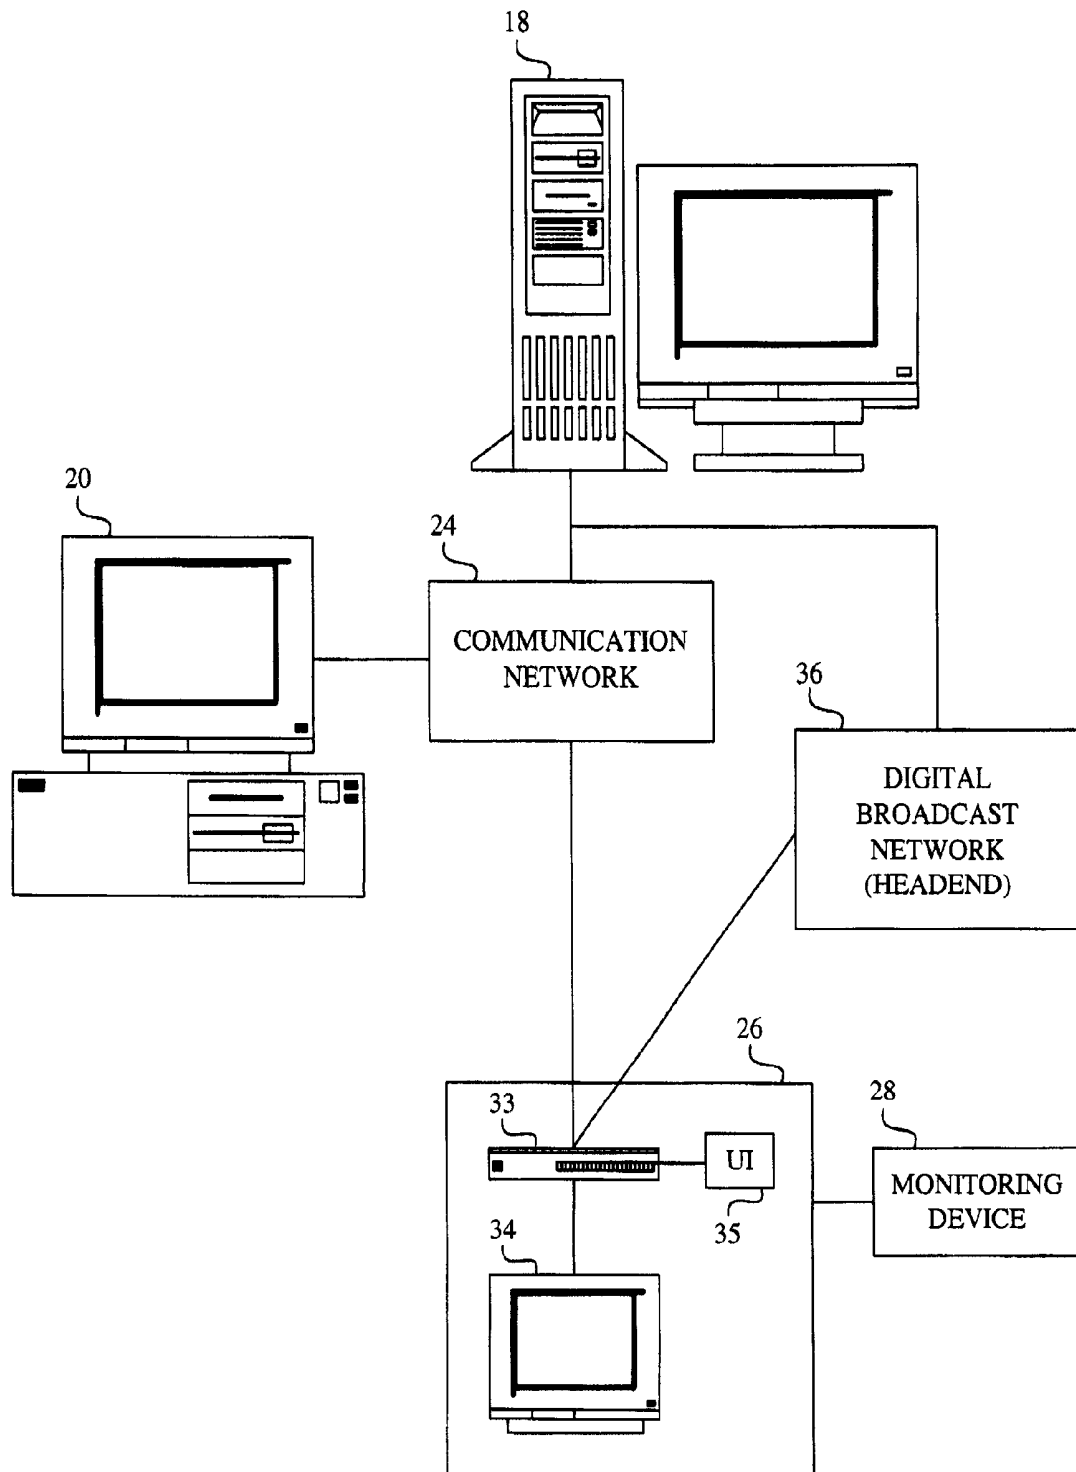 18
20
24
COMMUNICATION
NETWORK
36
DIGITAL
BROADCAST
NETWORK
(HEADEND)
26
33
UI
35
28
MONITORING
DEVICE
34